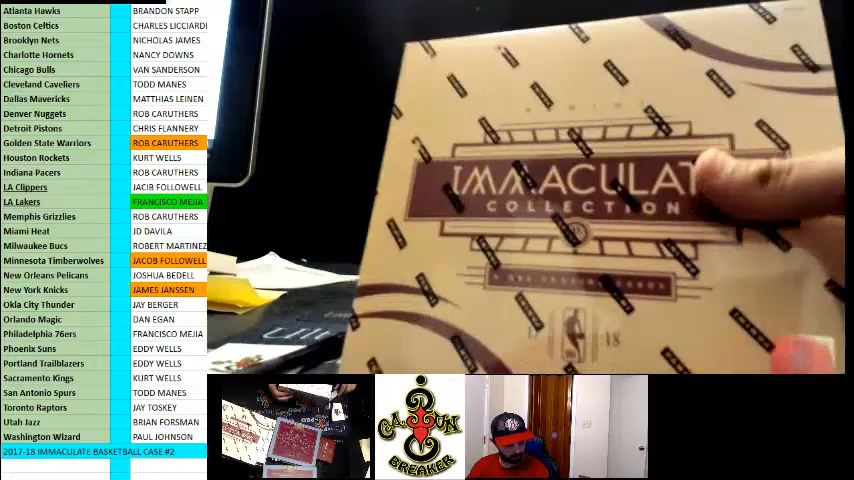 Atlanta Hawks BRANDON STAPP
Boston Celtics CHARLES LICCIARDI
Brooklyn Nets NICHOLAS JAMES
Charlotte Hornets NANCY DOWNS
Chicago Bulls VAN SANDERSON
Cleveland Caveliers TODD MANES
Dallas Mavericks MATTHIAS LEINEN
Denver Nuggets ROB CARUTHERS
Detroit Pistons CHRIS FLANNERY
Golden State Warriors ROB CARUTHERS
Houston Rockets KURT WELLS
Indiana Pacers ROB CARUTHERS
LA Clippers JACIB FOLLOWELL
LA Lakers FRANCISCO MEJIA
Memphis Grizzlies ROB CARUTHERS
Miami Heat JD DAVILA
Milwaukee Bucs ROBERT MARTINEZ
Minnesota Timberwolves JACOB FOLLOWELL
New Orleans Pelicans JOSHUA BEDELL
New York Knicks JAMES JANSSEN
Okla City Thunder JAY BERGER
Orlando Magic DAN EGAN
Philadelphia 76ers FRANCISCO MEJIA
Phoenix Suns EDDY WELLS
Portland Trailblazers EDDY WELLS
Sacramento Kings KURT WELLS
San Antonio Spurs TODD MANES
Toronto Raptors JAY TOSKEY
Utah Jazz BRIAN FORSMAN
Washington Wizard PAUL JOHNSON
2017-18 IMMACULATE BASKETBALL CASE #2
PANINI
IMMACULAT
COLLECTION
17 18
CAJUN
BREAKER